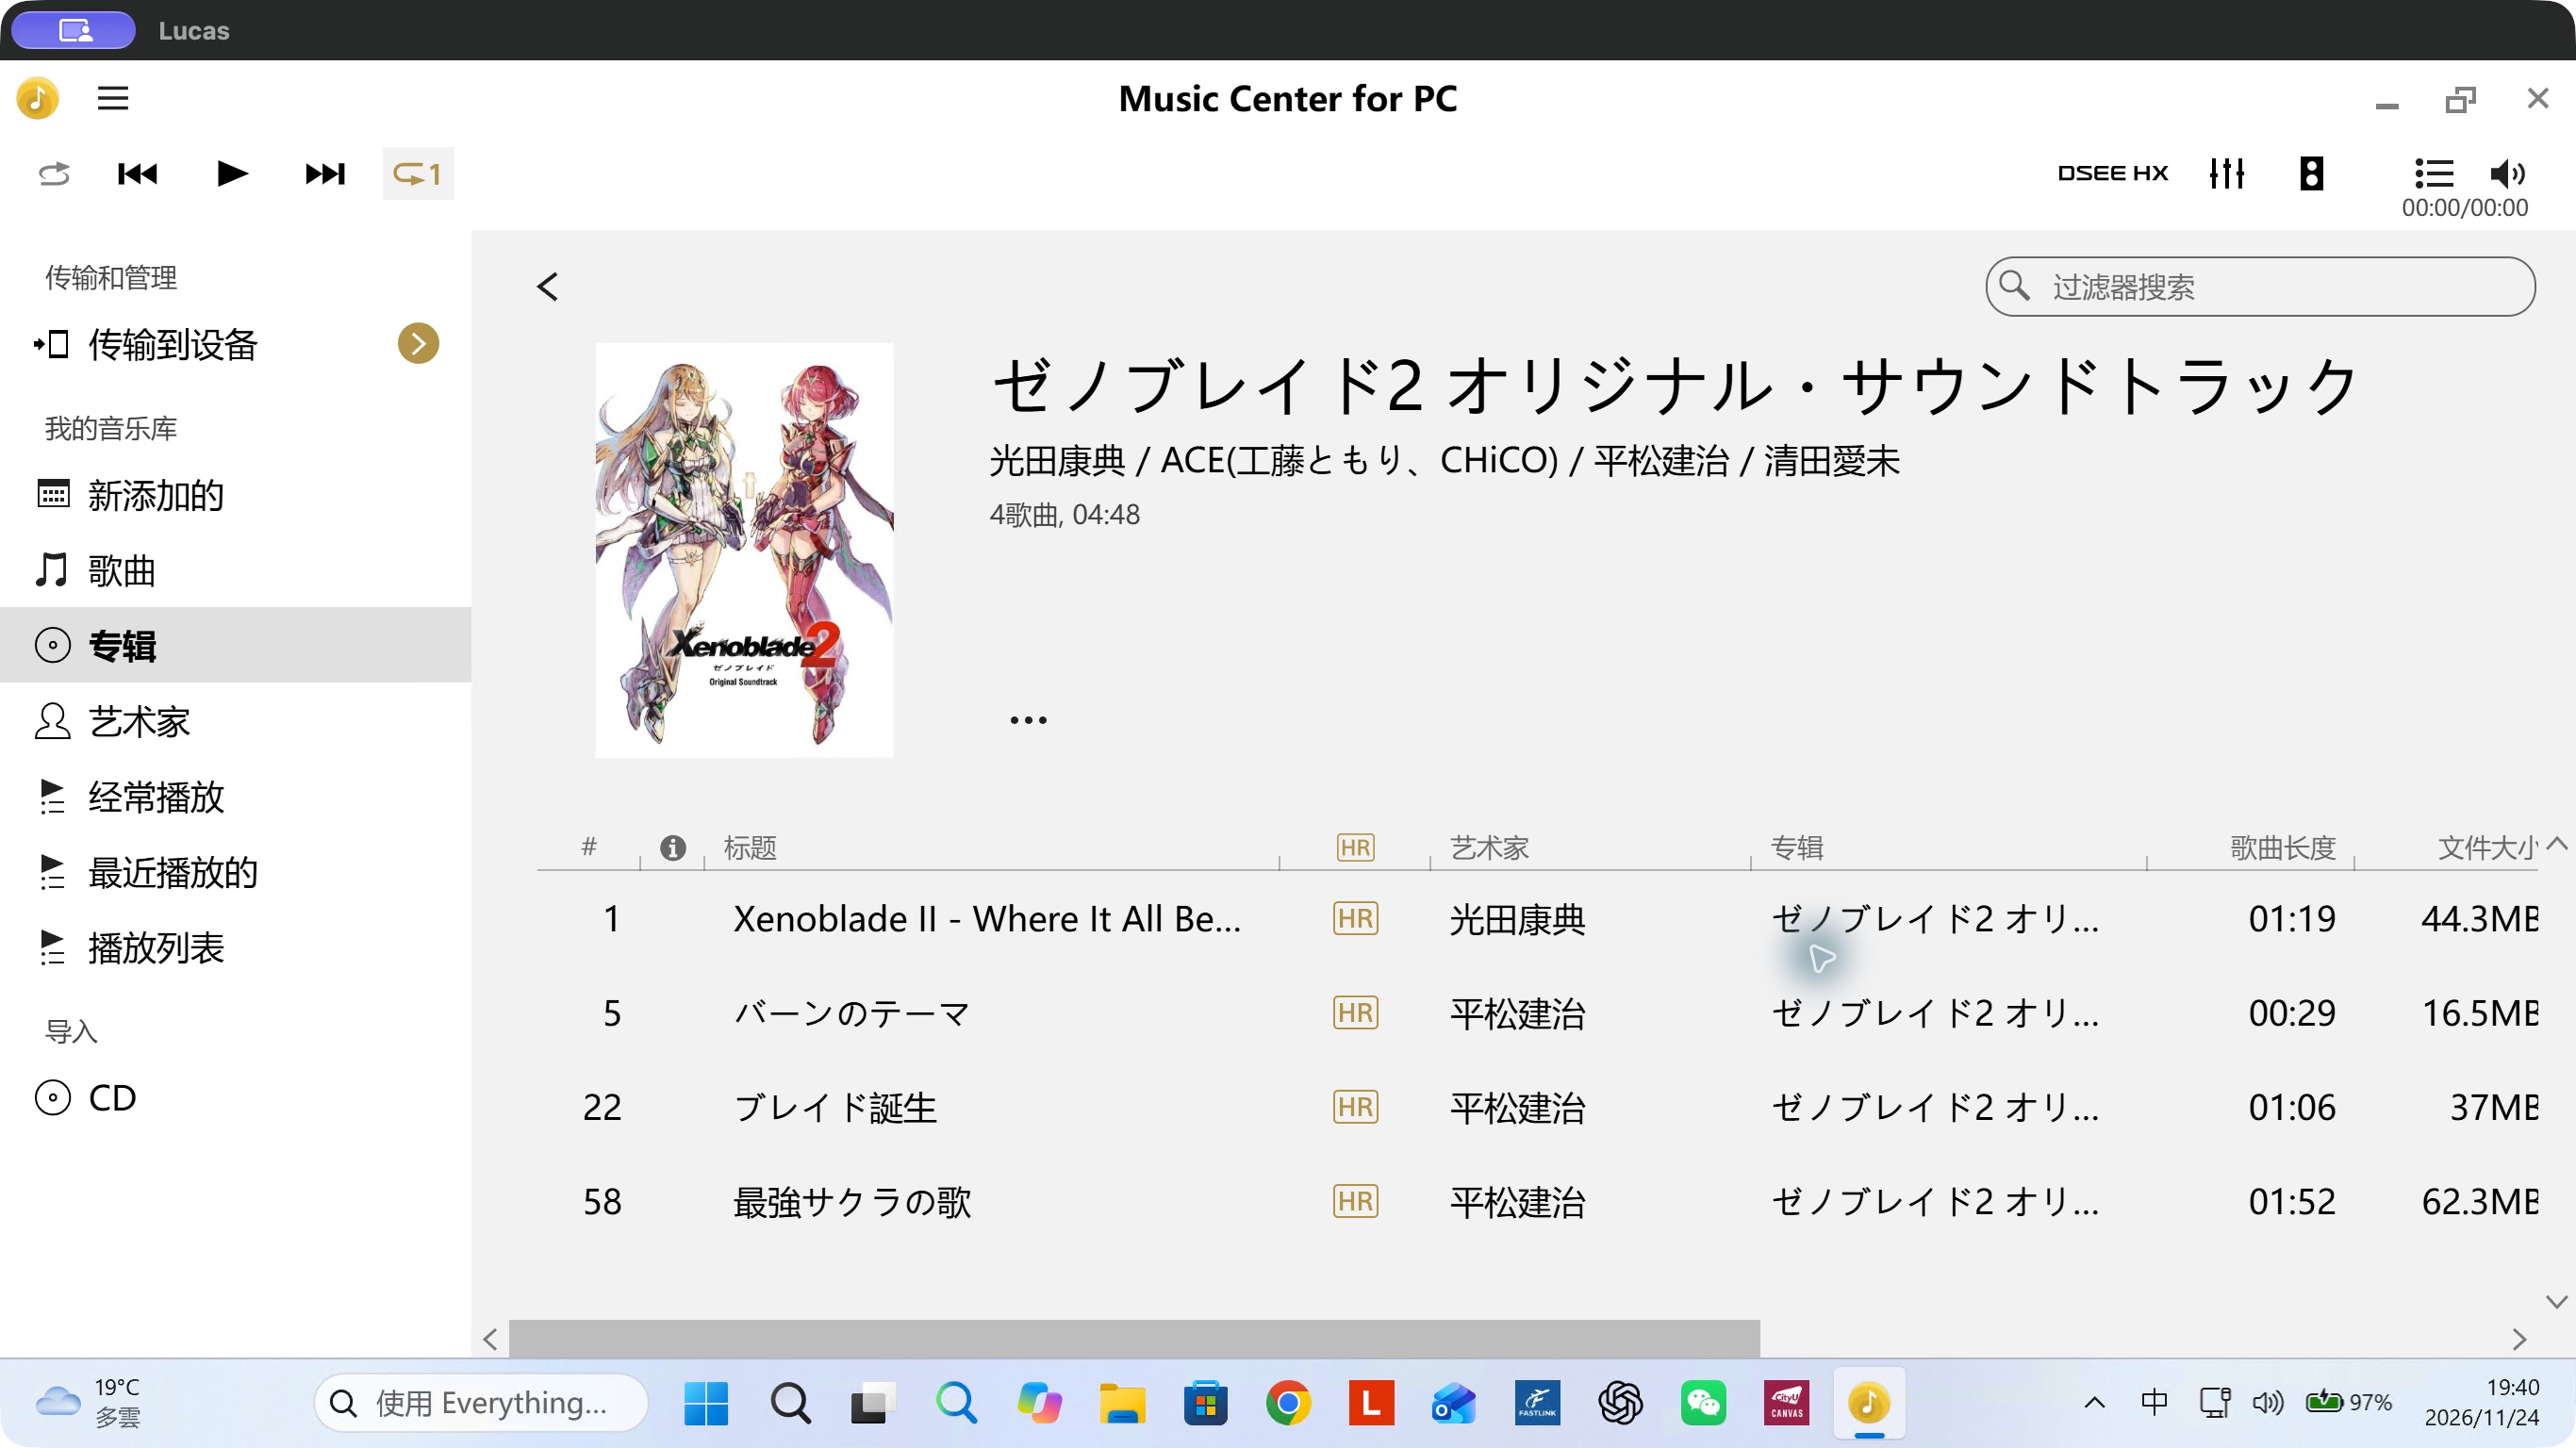 Lucas
Music Center for PC
1
DSEE HX
00:00/00:00
传输和管理
传输到设备
我的音乐库
新添加的
歌曲
专辑
艺术家
经常播放
最近播放的
播放列表
导入
CD
过滤器搜索
ゼノブレイド2 オリジナル・サウンドトラック
光田康典 / ACE(工藤ともり、CHiCO) / 平松建治 / 清田愛未
4歌曲, 04:48
Xenoblade2
ゼノブレイド
Original Soundtrack
# 标题 HR 艺术家 专辑 歌曲长度 文件大小
1 Xenoblade II - Where It All Be... HR 光田康典 ゼノブレイド2 オリ... 01:19 44.3MB
5 バーンのテーマ HR 平松建治 ゼノブレイド2 オリ... 00:29 16.5MB
22 ブレイド誕生 HR 平松建治 ゼノブレイド2 オリ... 01:06 37MB
58 最強サクラの歌 HR 平松建治 ゼノブレイド2 オリ... 01:52 62.3MB
19°C
多雲
使用 Everything...
L
O
FASTLINK
CityU
CANVAS
中
97%
19:40
2026/11/24